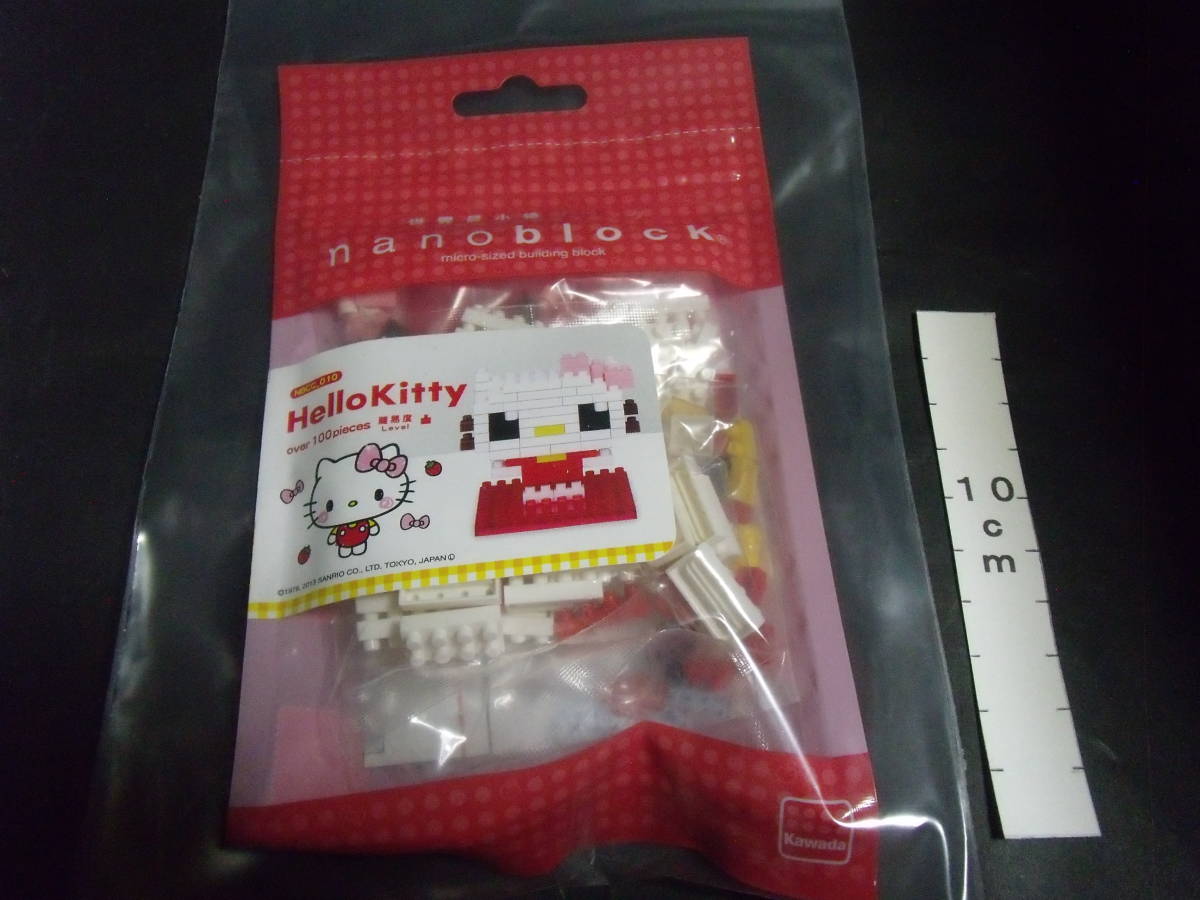 nanoblock®
micro-sized building block
NBCC_010
HelloKitty
over 100pieces 難易度
Level
©1976, 2013 SANRIO CO., LTD. TOKYO, JAPAN Ⓛ
Kawada
10
c
m